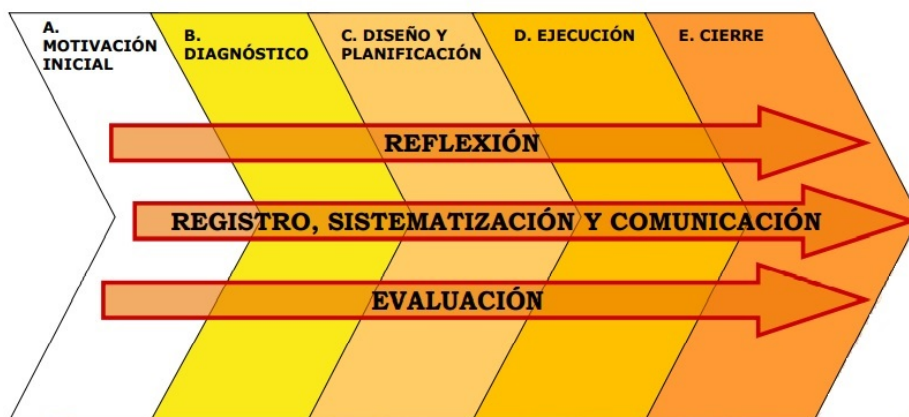 A.
MOTIVACIÓN
INICIAL
B.
DIAGNÓSTICO
C. DISEÑO Y
PLANIFICACIÓN
D. EJECUCIÓN
E. CIERRE
REFLEXIÓN
REGISTRO, SISTEMATIZACIÓN Y COMUNICACIÓN
EVALUACIÓN